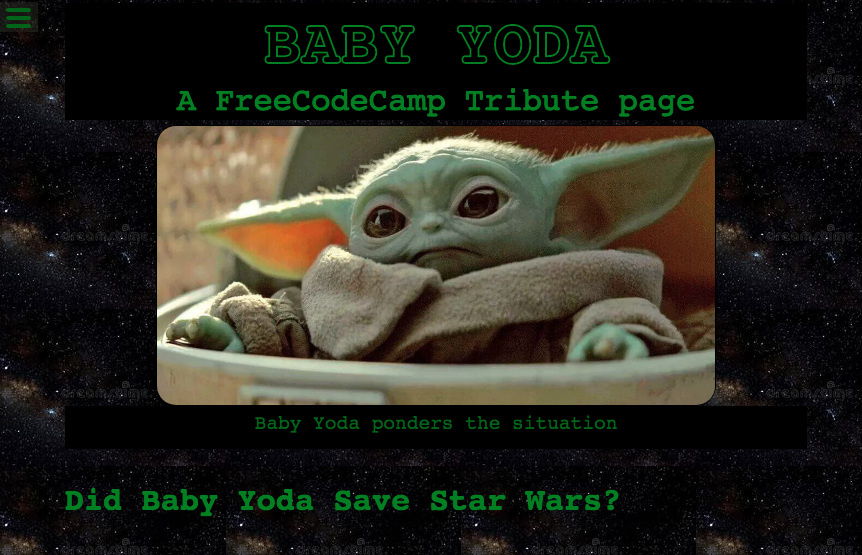 BABY YODA
A FreeCodeCamp Tribute page
Baby Yoda ponders the situation
Did Baby Yoda Save Star Wars?